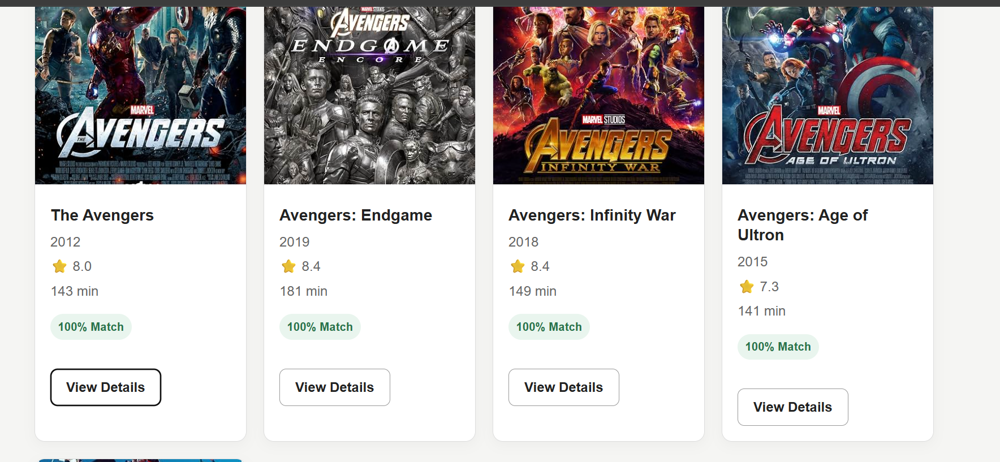 MARVEL
THE AVENGERS
The Avengers
2012
8.0
143 min
100% Match
View Details
MARVEL STUDIOS
AVENGERS
ENDGAME
ENCORE
Avengers: Endgame
2019
8.4
181 min
100% Match
View Details
MARVEL STUDIOS
AVENGERS
INFINITY WAR
Avengers: Infinity War
2018
8.4
149 min
100% Match
View Details
MARVEL
AVENGERS
AGE OF ULTRON
Avengers: Age of
Ultron
2015
7.3
141 min
100% Match
View Details